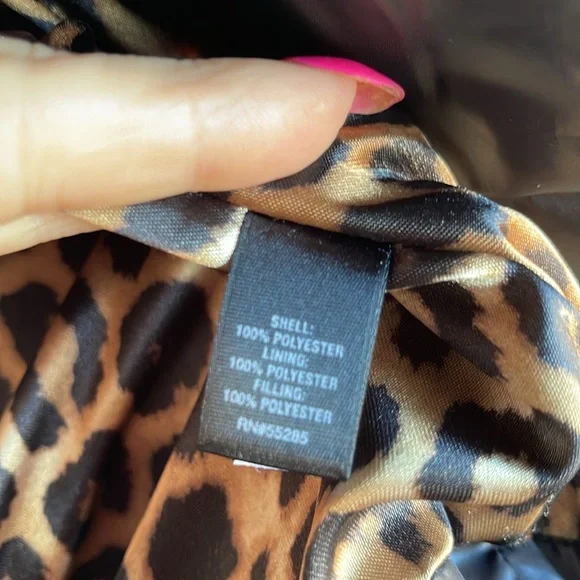 SHELL:
100% POLYESTER
LINING:
100% POLYESTER
FILLING:
100% POLYESTER
RN#55285